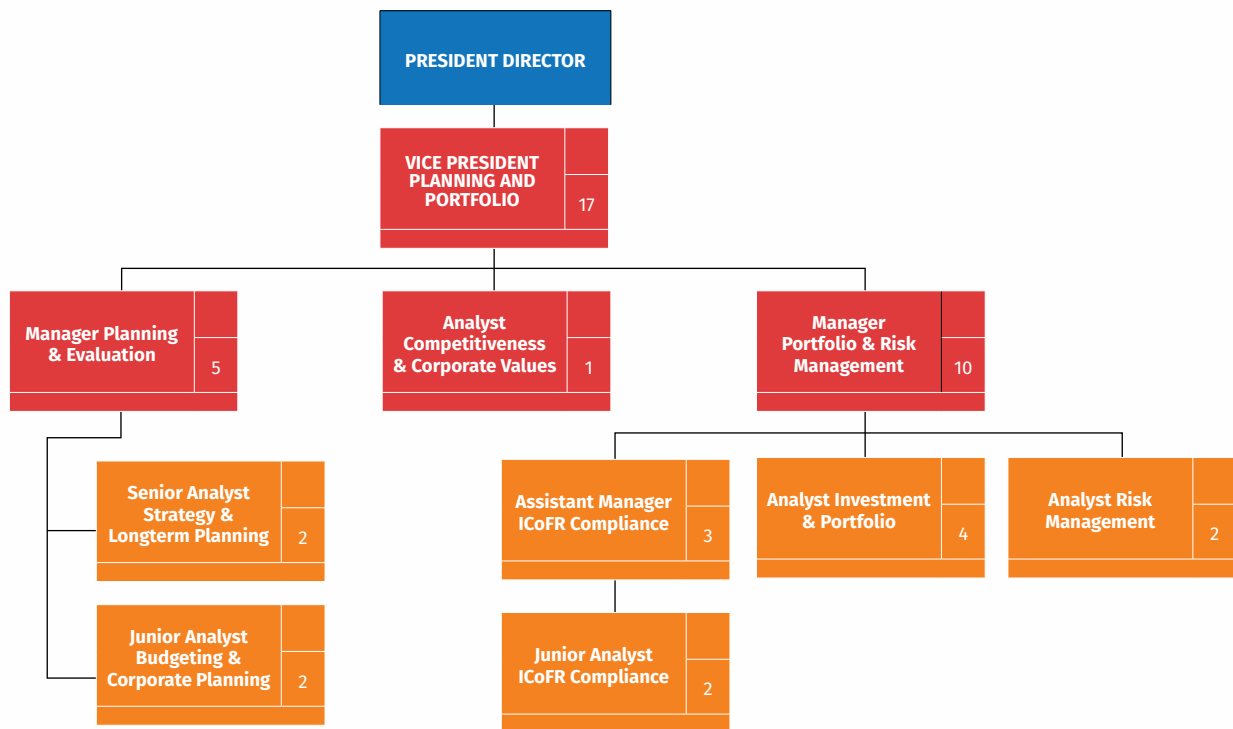 PRESIDENT DIRECTOR
VICE PRESIDENT
PLANNING AND
PORTFOLIO
17
Manager Planning
& Evaluation
5
Analyst
Competitiveness
& Corporate Values
1
Manager
Portfolio & Risk
Management
10
Senior Analyst
Strategy &
Longterm Planning
2
Junior Analyst
Budgeting &
Corporate Planning
2
Assistant Manager
ICoFR Compliance
3
Junior Analyst
ICoFR Compliance
2
Analyst Investment
& Portfolio
4
Analyst Risk
Management
2